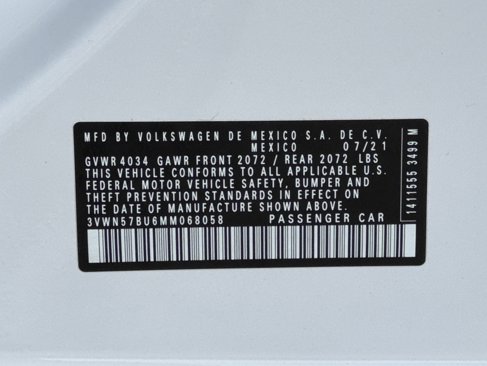 MFD BY VOLKSWAGEN DE MEXICO S.A. DE C.V.
MEXICO 07/21
GVWR 4034 GAWR FRONT 2072 / REAR 2072 LBS
THIS VEHICLE CONFORMS TO ALL APPLICABLE U.S.
FEDERAL MOTOR VEHICLE SAFETY, BUMPER AND
THEFT PREVENTION STANDARDS IN EFFECT ON
THE DATE OF MANUFACTURE SHOWN ABOVE.
3VWN57BU6MM068058 PASSENGER CAR
1411555 3499 M